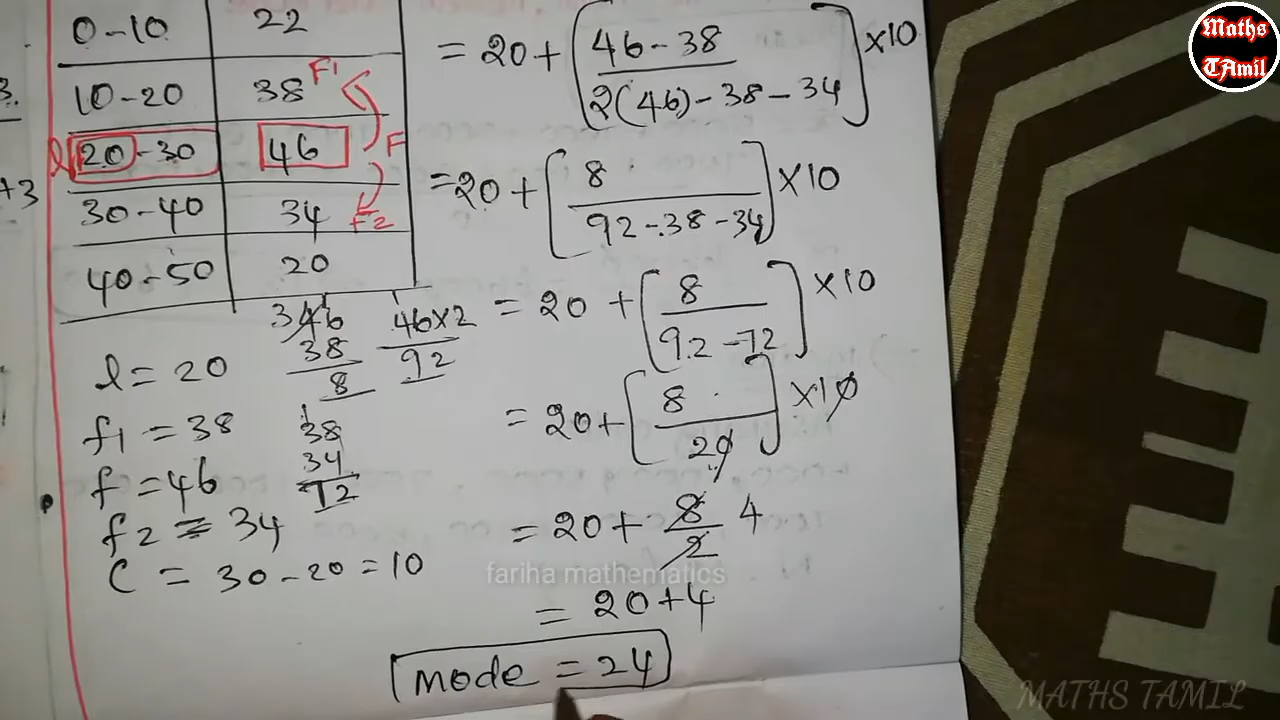 0-10 22
10-20 38 F1
l 20-30 46 F
30-40 34 F2
40-50 20
3.
+3
346
38
8
46×2
92
l = 20
f1 = 38
f = 46
f2 = 34
C = 30-20 = 10
38
34
72
= 20 + [46-38 / 2(46)-38-34] ×10
= 20 + [8 / 92-38-34] ×10
= 20 + [8 / 92-72] ×10
= 20 + [8 / 20] ×10
= 20 + 8/2 4
= 20+4
mode = 24
fariha mathematics
Maths
TAmil
MATHS TAMIL